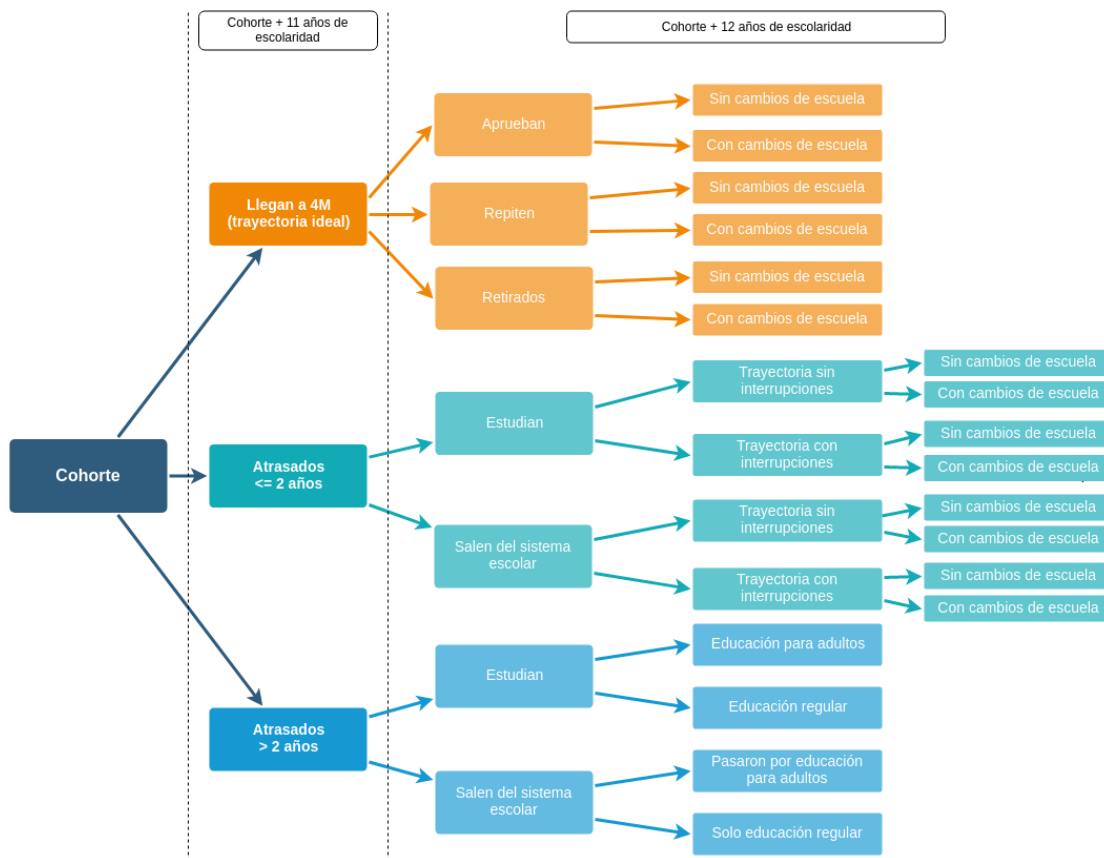 Cohorte + 11 años de
escolaridad
Cohorte + 12 años de escolaridad
Cohorte
Llegan a 4M
(trayectoria ideal)
Aprueban
Sin cambios de escuela
Con cambios de escuela
Repiten
Sin cambios de escuela
Con cambios de escuela
Retirados
Sin cambios de escuela
Con cambios de escuela
Atrasados
<= 2 años
Estudian
Trayectoria sin
interrupciones
Sin cambios de escuela
Con cambios de escuela
Trayectoria con
interrupciones
Sin cambios de escuela
Con cambios de escuela
Salen del sistema
escolar
Trayectoria sin
interrupciones
Sin cambios de escuela
Con cambios de escuela
Trayectoria con
interrupciones
Sin cambios de escuela
Con cambios de escuela
Atrasados
> 2 años
Estudian
Educación para adultos
Educación regular
Salen del sistema
escolar
Pasaron por educación
para adultos
Solo educación regular